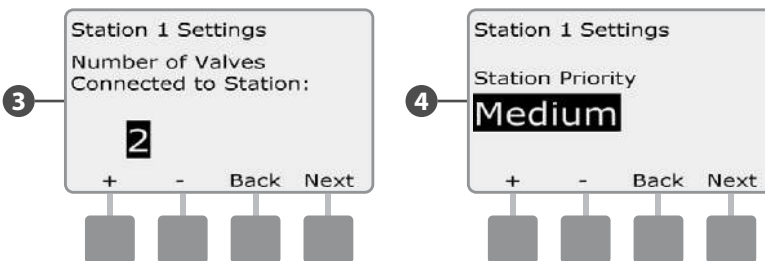 3
Station 1 Settings
Number of Valves
Connected to Station:
2
+ - Back Next
4
Station 1 Settings
Station Priority
Medium
+ - Back Next